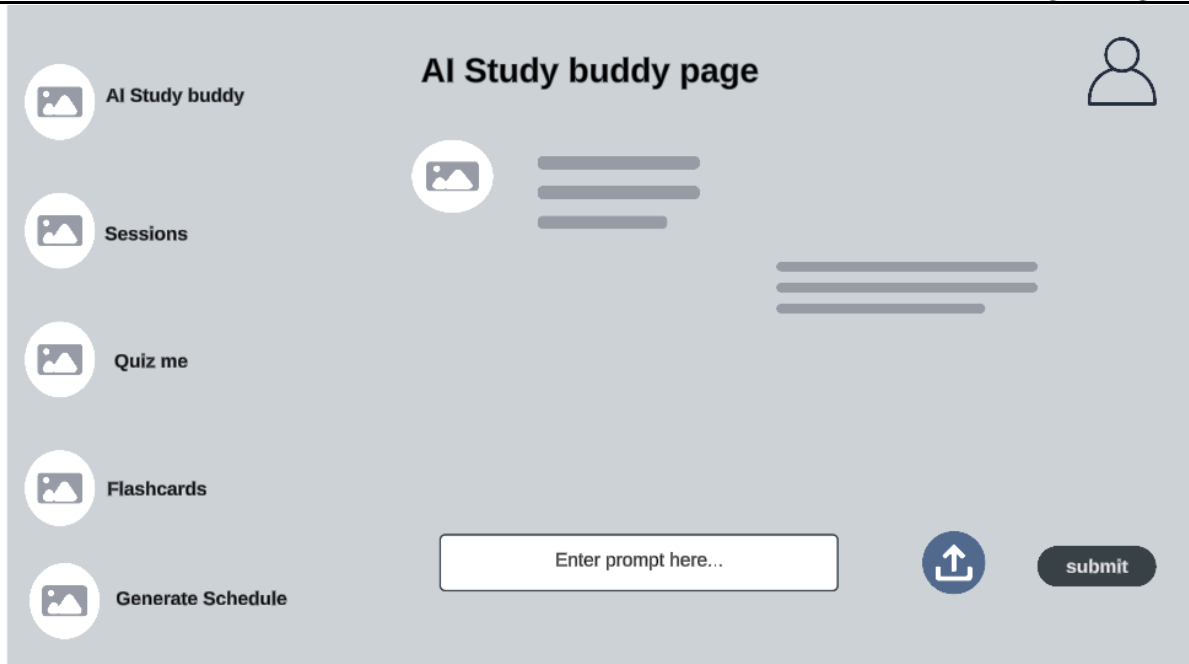 AI Study buddy page
AI Study buddy
Sessions
Quiz me
Flashcards
Generate Schedule
Enter prompt here...
submit